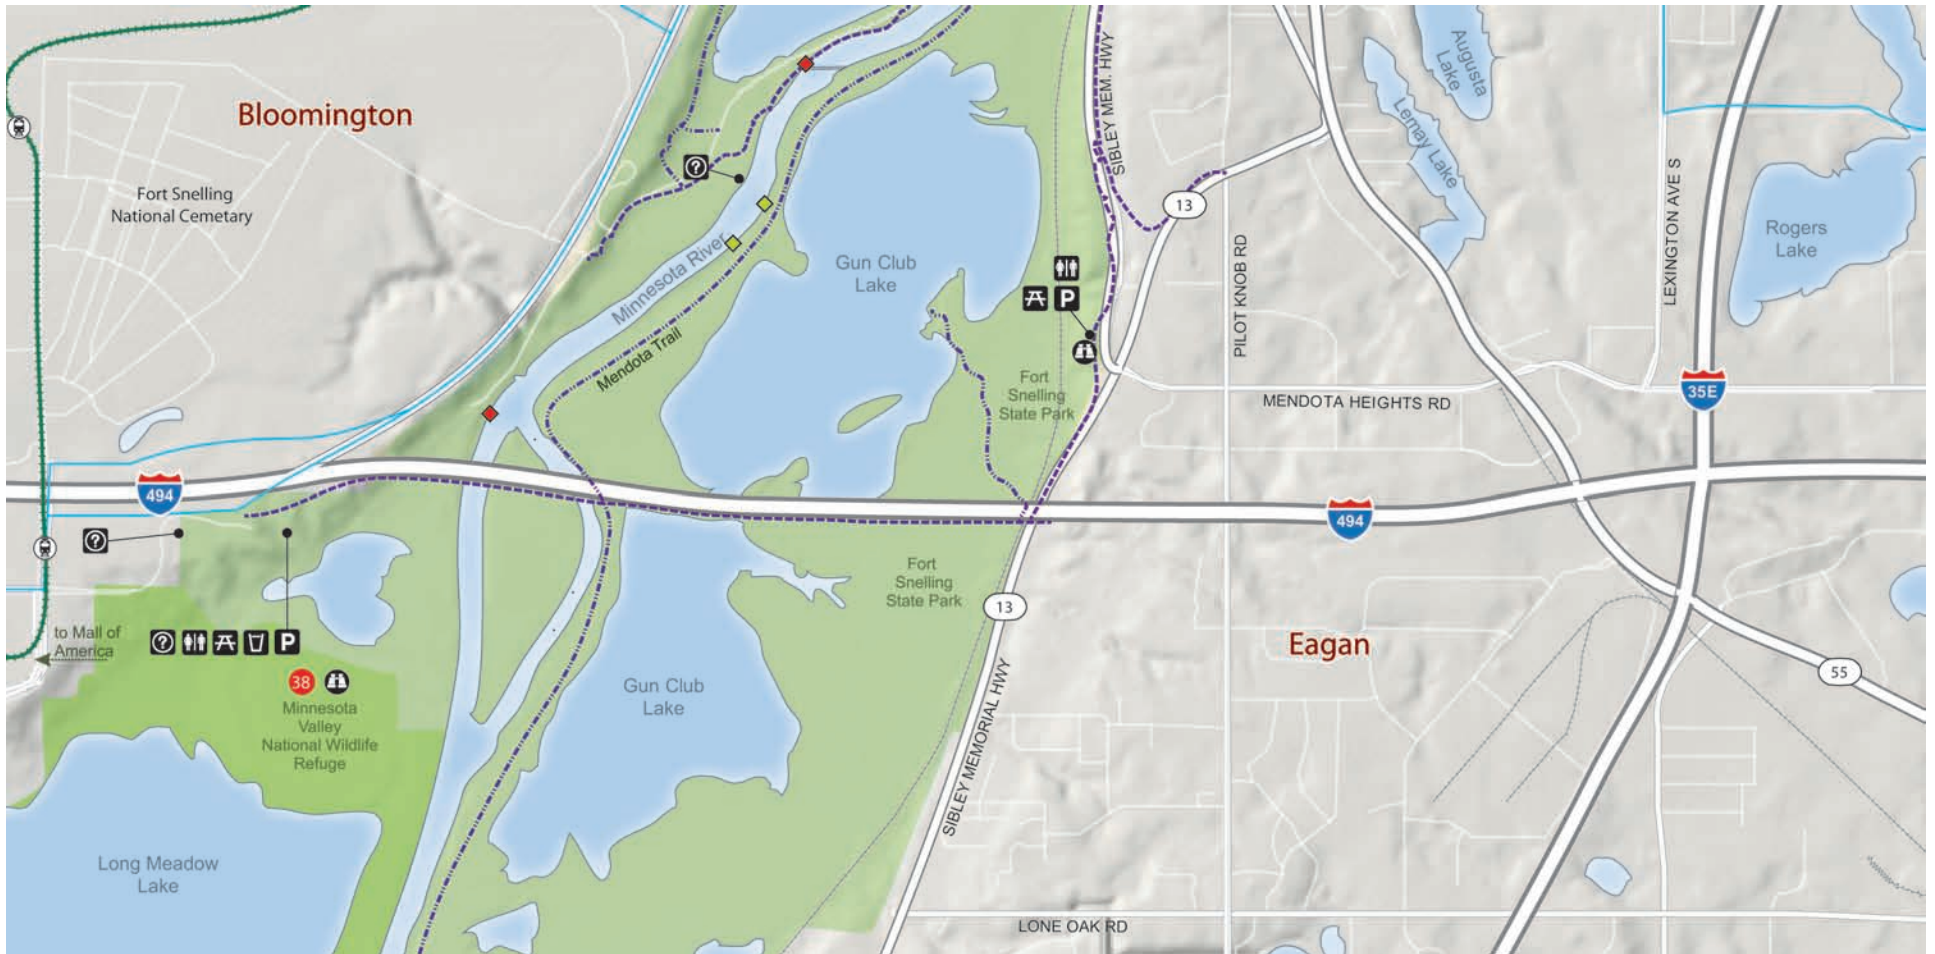 Bloomington
Fort Snelling
National Cemetary
Minnesota River
Mendota Trail
Gun Club
Lake
SIBLEY MEM. HWY
Augusta
Lake
Lemay Lake
LEXINGTON AVE S
Rogers
Lake
13
PILOT KNOB RD
P
Fort
Snelling
State Park
MENDOTA HEIGHTS RD
35E
494
494
?
?
Fort
Snelling
State Park
13
Eagan
to Mall of
America
?
P
38
Minnesota
Valley
National Wildlife
Refuge
Gun Club
Lake
55
SIBLEY MEMORIAL HWY
Long Meadow
Lake
LONE OAK RD